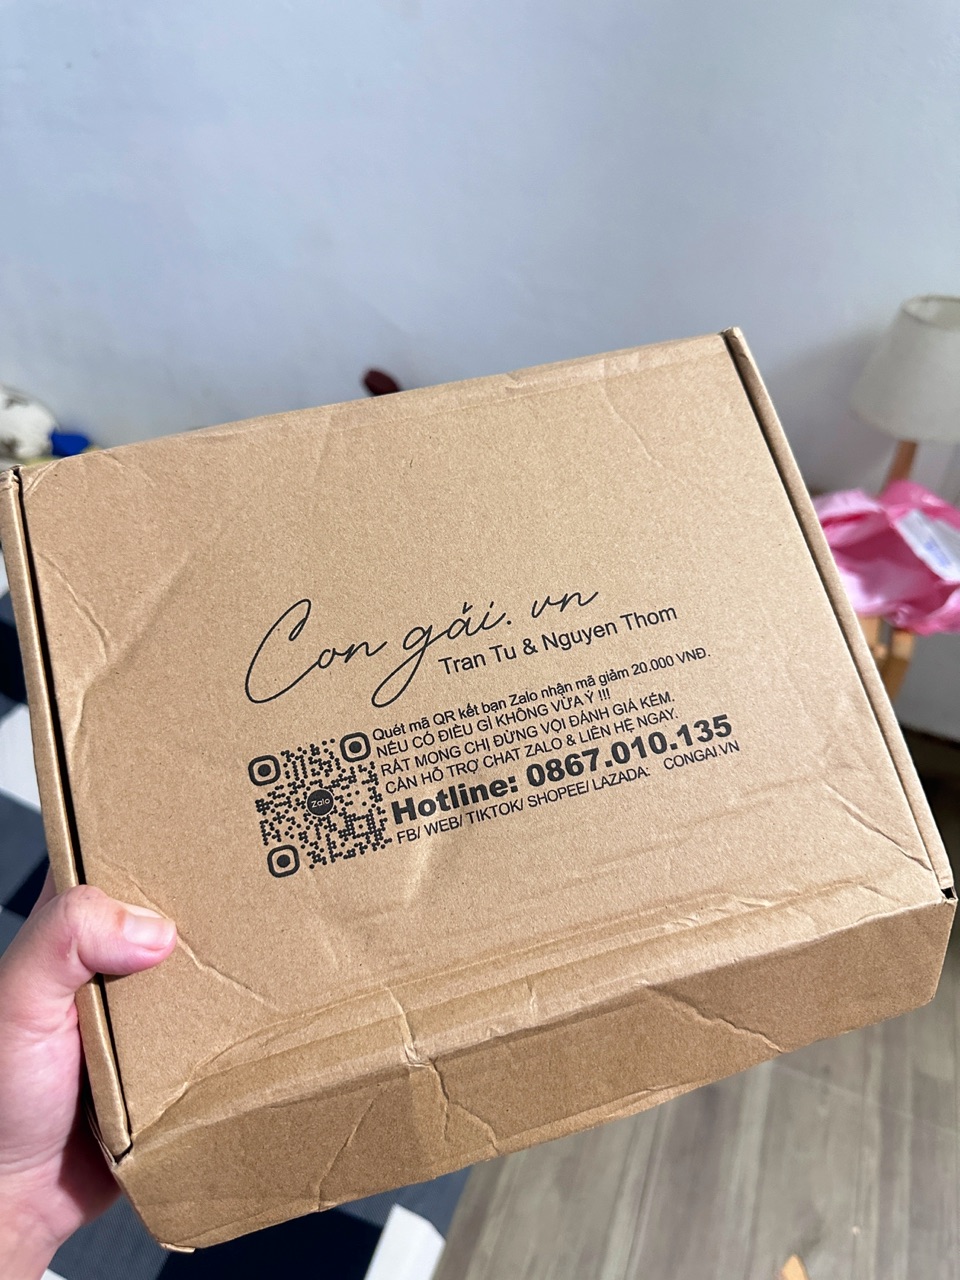 Con gái.vn
Tran Tu & Nguyen Thom
Quét mã QR kết bạn Zalo nhận mã giảm 20.000 VNĐ.
NẾU CÓ ĐIỀU GÌ KHÔNG VỪA Ý !!!
RẤT MONG CHỊ ĐỪNG VỘI ĐÁNH GIÁ KÉM.
CẦN HỖ TRỢ CHAT ZALO & LIÊN HỆ NGAY.
Hotline: 0867.010.135
FB/ WEB/ TIKTOK/ SHOPEE/ LAZADA: CONGAI.VN
Zalo